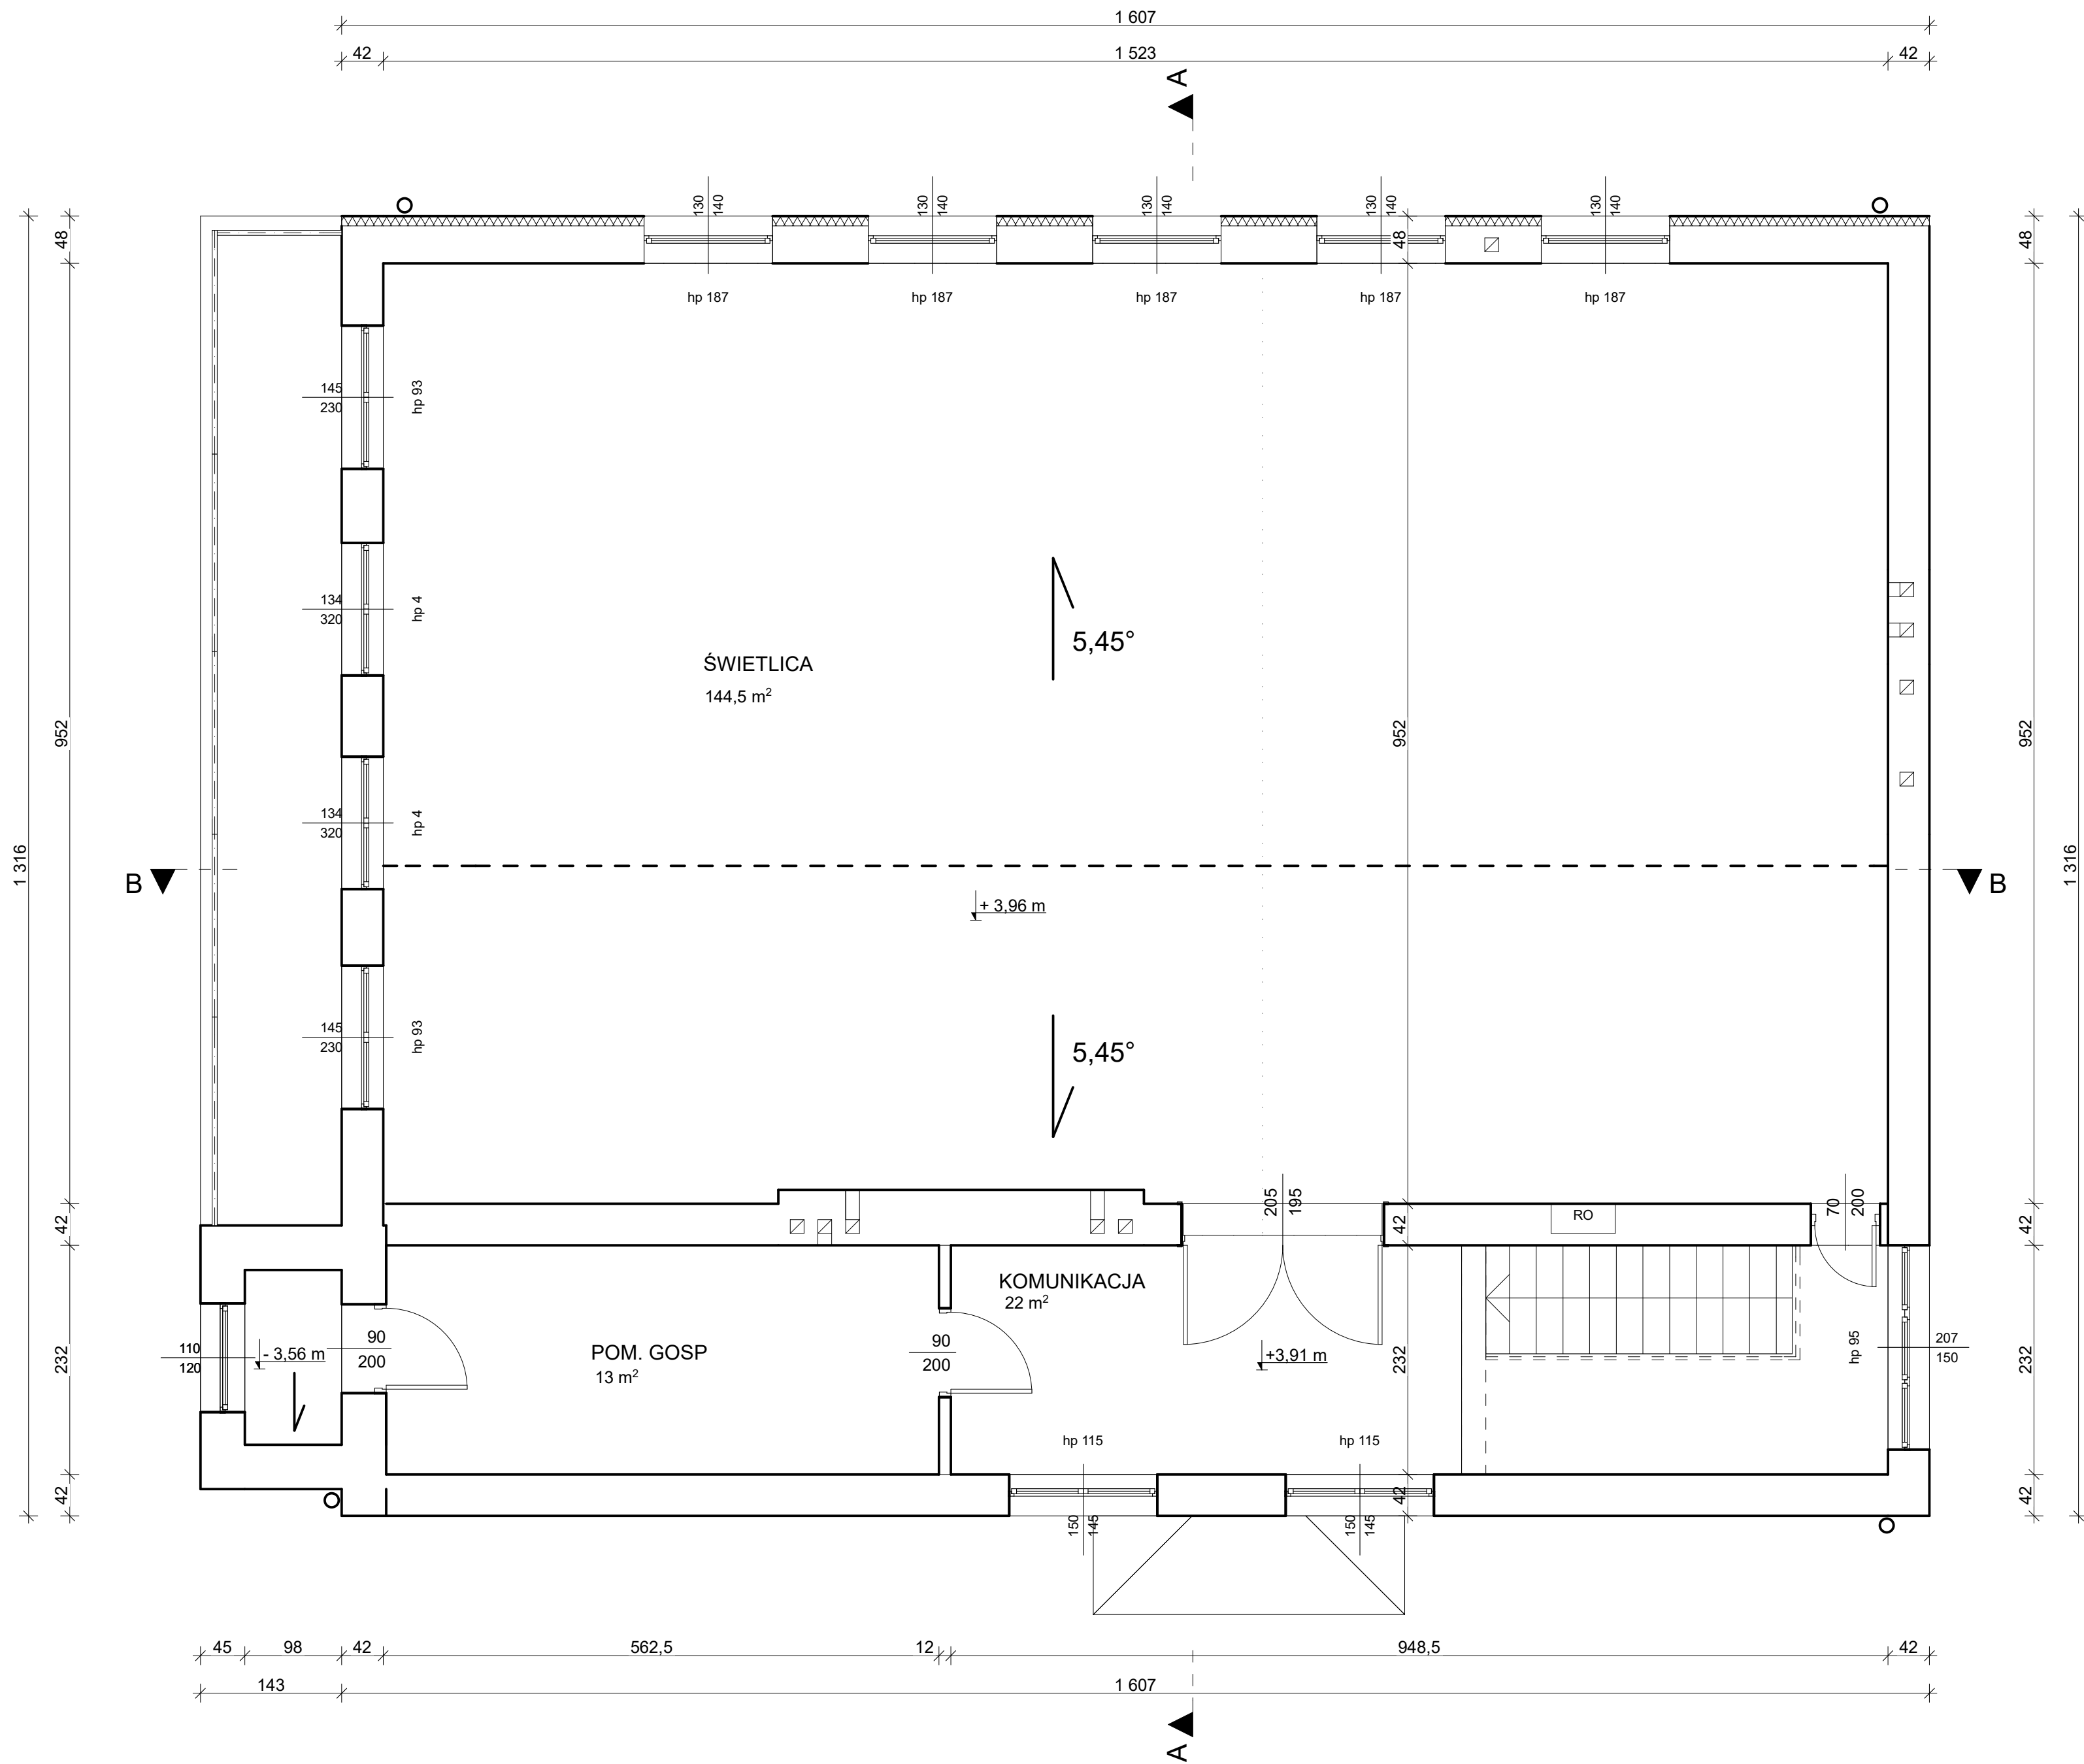 1 607
42
1 523
42
A
130
140
130
140
130
140
130
140
130
140
48
48
48
hp 187
hp 187
hp 187
hp 187
hp 187
145
230
hp 93
134
320
hp 4
5,45°
ŚWIETLICA
144,5 m²
952
952
952
134
320
hp 4
1 316
1 316
B
B
+ 3,96 m
145
230
hp 93
5,45°
205
195
70
200
RO
42
42
42
KOMUNIKACJA
22 m²
90
200
90
200
POM. GOSP
13 m²
110
120
- 3,56 m
+3,91 m
232
232
232
hp 95
207
150
hp 115
hp 115
42
42
42
150
145
150
145
45
98
42
562,5
12
948,5
42
143
1 607
A